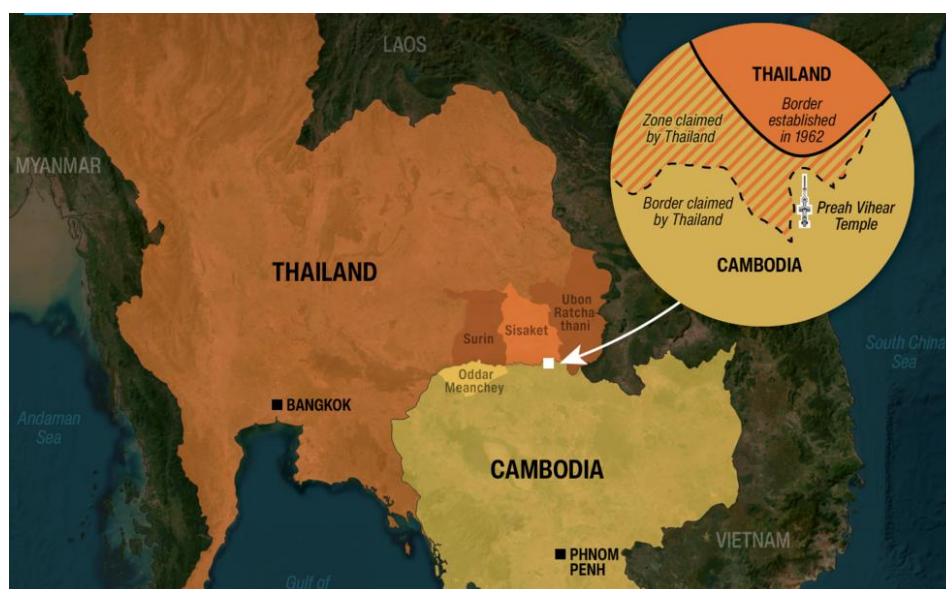 LAOS
MYANMAR
THAILAND
Border
established
in 1962
Zone claimed
by Thailand
Border claimed
by Thailand
Preah Vihear
Temple
CAMBODIA
THAILAND
Ubon
Ratcha
thani
Surin
Sisaket
Oddar
Meanchey
South China
Sea
BANGKOK
Andaman
Sea
CAMBODIA
VIETNAM
PHNOM
PENH
Gulf of